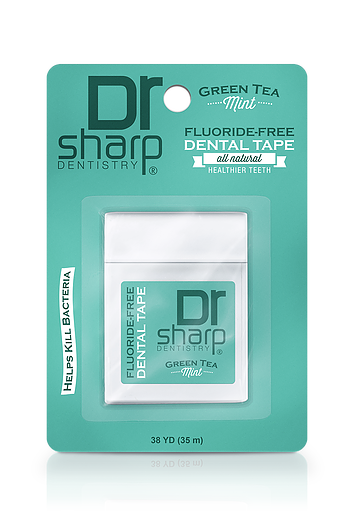 Dr
sharp
DENTISTRY®
GREEN TEA
Mint
FLUORIDE-FREE
DENTAL TAPE
all natural
HEALTHIER TEETH
HELPS KILL BACTERIA
FLUORIDE-FREE
DENTAL TAPE
Dr
sharp
DENTISTRY®
GREEN TEA
Mint
38 YD (35 m)